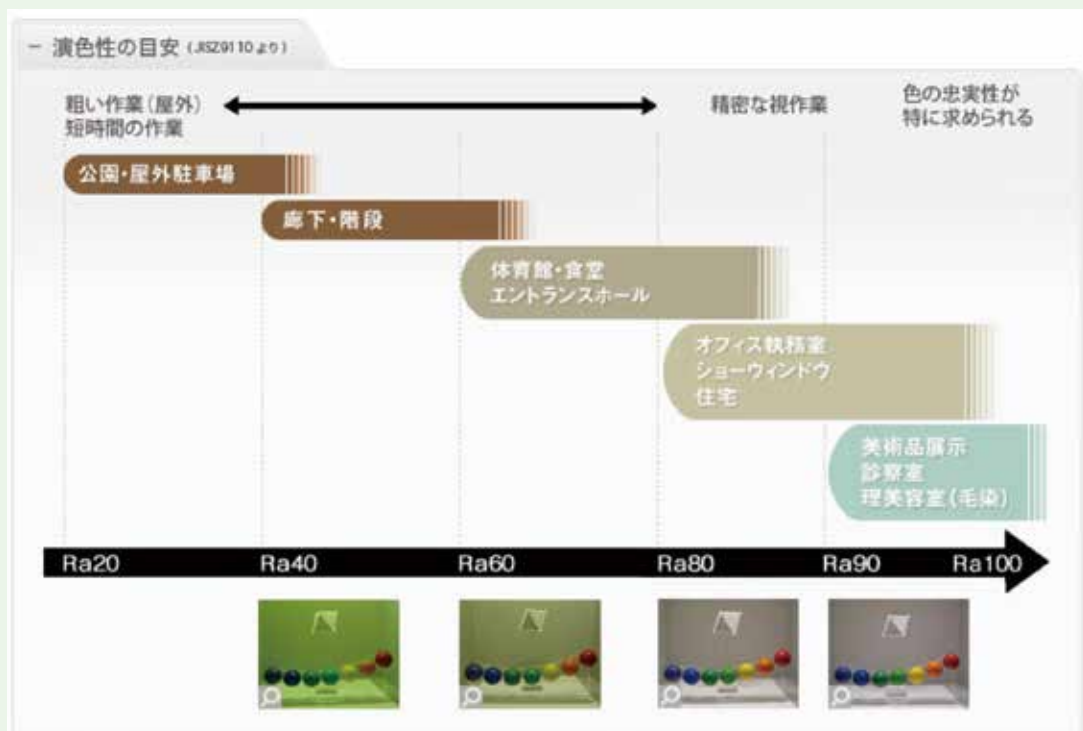 − 演色性の目安（JISZ9110より）
粗い作業（屋外）
短時間の作業
精密な視作業
色の忠実性が
特に求められる
公園・屋外駐車場
廊下・階段
体育館・食堂
エントランスホール
オフィス執務室
ショーウィンドウ
住宅
美術品展示
診察室
理美容室（毛染）
Ra20 Ra40 Ra60 Ra80 Ra90 Ra100